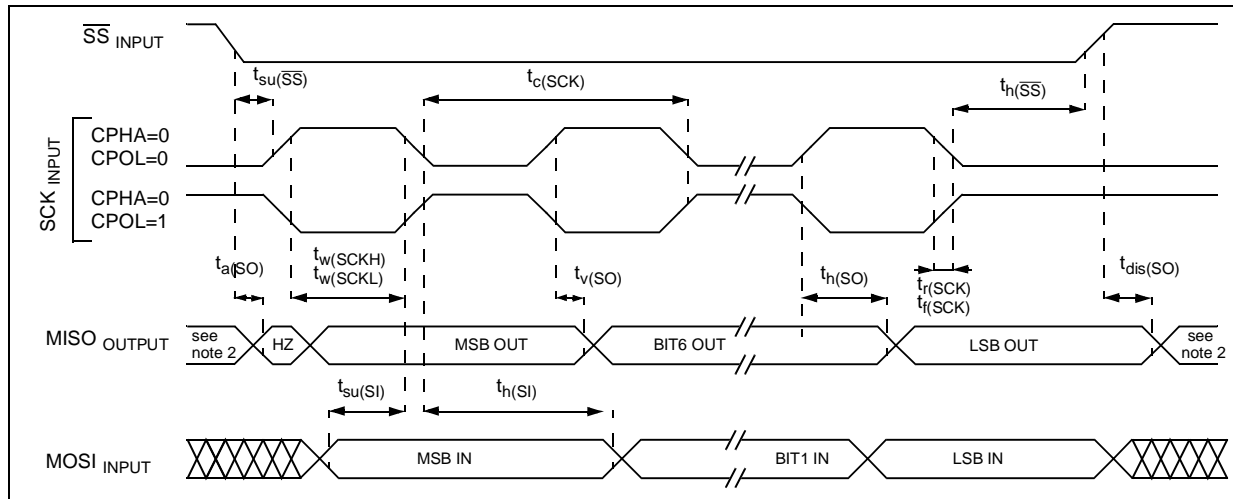 SS INPUT
tsu(SS)
tc(SCK)
th(SS)
SCK INPUT
CPHA=0
CPOL=0
CPHA=0
CPOL=1
ta(SO)
tw(SCKH)
tw(SCKL)
tv(SO)
th(SO)
tr(SCK)
tf(SCK)
tdis(SO)
MISO OUTPUT
see
note 2
HZ
MSB OUT
BIT6 OUT
LSB OUT
see
note 2
tsu(SI)
th(SI)
MOSI INPUT
MSB IN
BIT1 IN
LSB IN